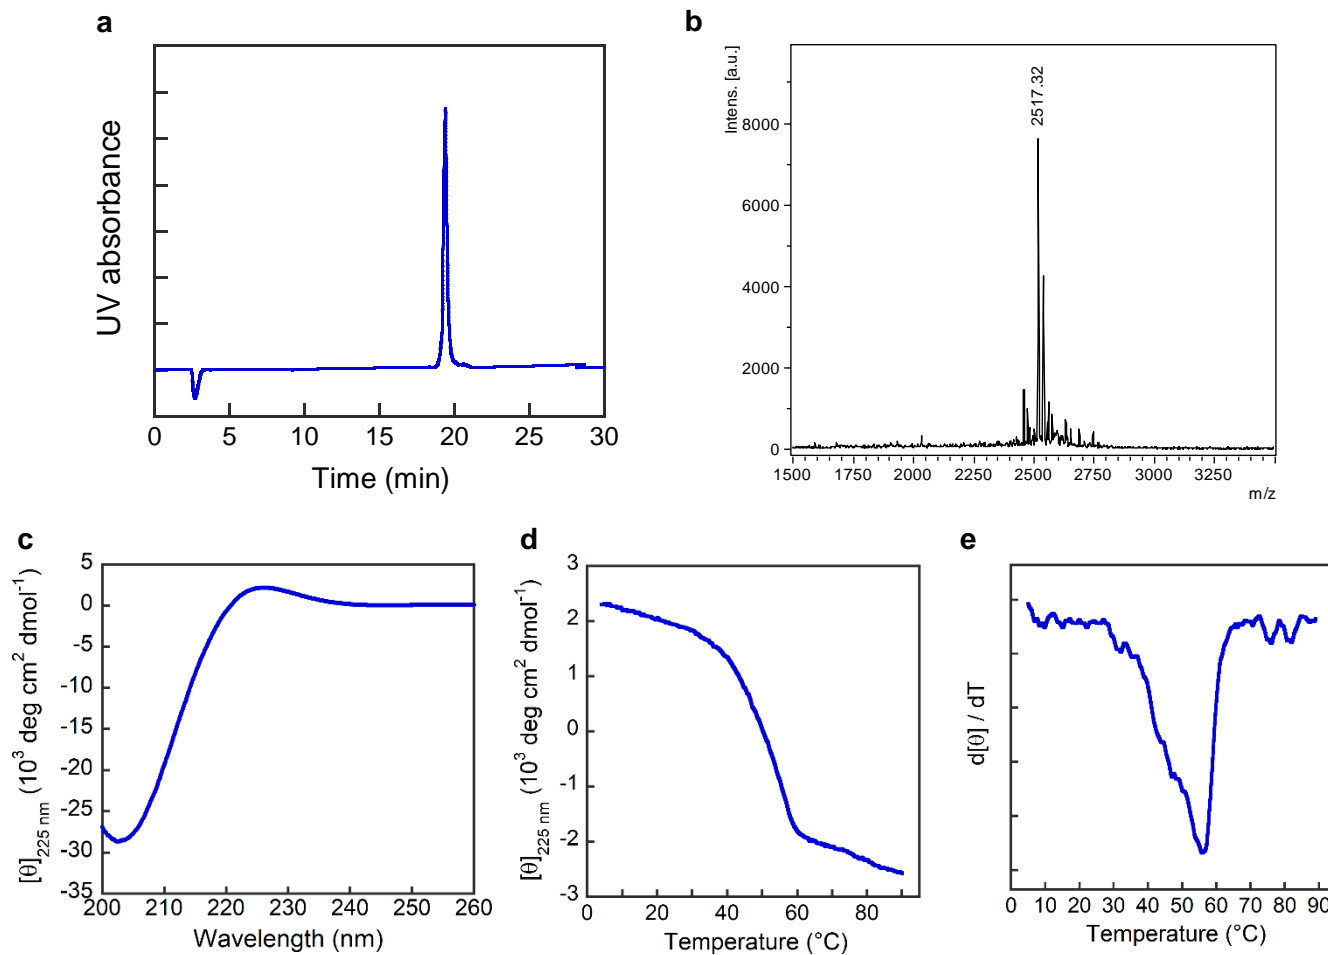 a
UV absorbance
0 5 10 15 20 25 30
Time (min)
b
Intens. [a.u.]
2517.32
8000
6000
4000
2000
0
1500 1750 2000 2250 2500 2750 3000 3250
m/z
c
[θ]225 nm (10³ deg cm² dmol⁻¹)
5
0
-5
-10
-15
-20
-25
-30
-35
200 210 220 230 240 250 260
Wavelength (nm)
d
[θ]225 nm (10³ deg cm² dmol⁻¹)
3
2
1
0
-1
-2
-3
0 20 40 60 80
Temperature (°C)
e
d[θ] / dT
0 10 20 30 40 50 60 70 80 90
Temperature (°C)